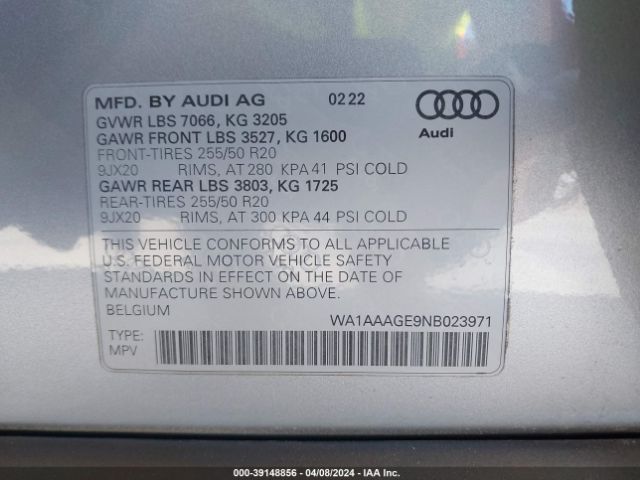 MFD. BY AUDI AG 02 22
GVWR LBS 7066, KG 3205
GAWR FRONT LBS 3527, KG 1600
FRONT-TIRES 255/50 R20
9JX20 RIMS, AT 280 KPA 41 PSI COLD
GAWR REAR LBS 3803, KG 1725
REAR-TIRES 255/50 R20
9JX20 RIMS, AT 300 KPA 44 PSI COLD
Audi
THIS VEHICLE CONFORMS TO ALL APPLICABLE
U.S. FEDERAL MOTOR VEHICLE SAFETY
STANDARDS IN EFFECT ON THE DATE OF
MANUFACTURE SHOWN ABOVE.
BELGIUM
WA1AAAGE9NB023971
TYPE:
MPV
000-39148856 - 04/08/2024 - IAA Inc.